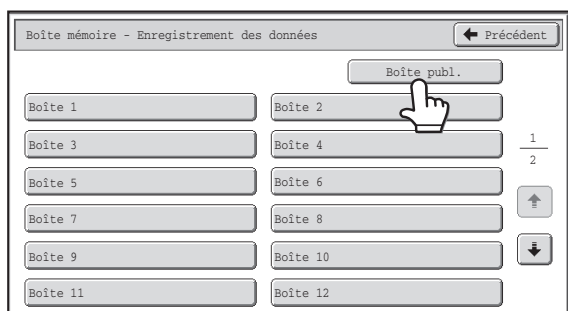 Boîte mémoire - Enregistrement des données
Précédent
Boîte publ.
Boîte 1
Boîte 2
Boîte 3
Boîte 4
1
2
Boîte 5
Boîte 6
Boîte 7
Boîte 8
Boîte 9
Boîte 10
Boîte 11
Boîte 12